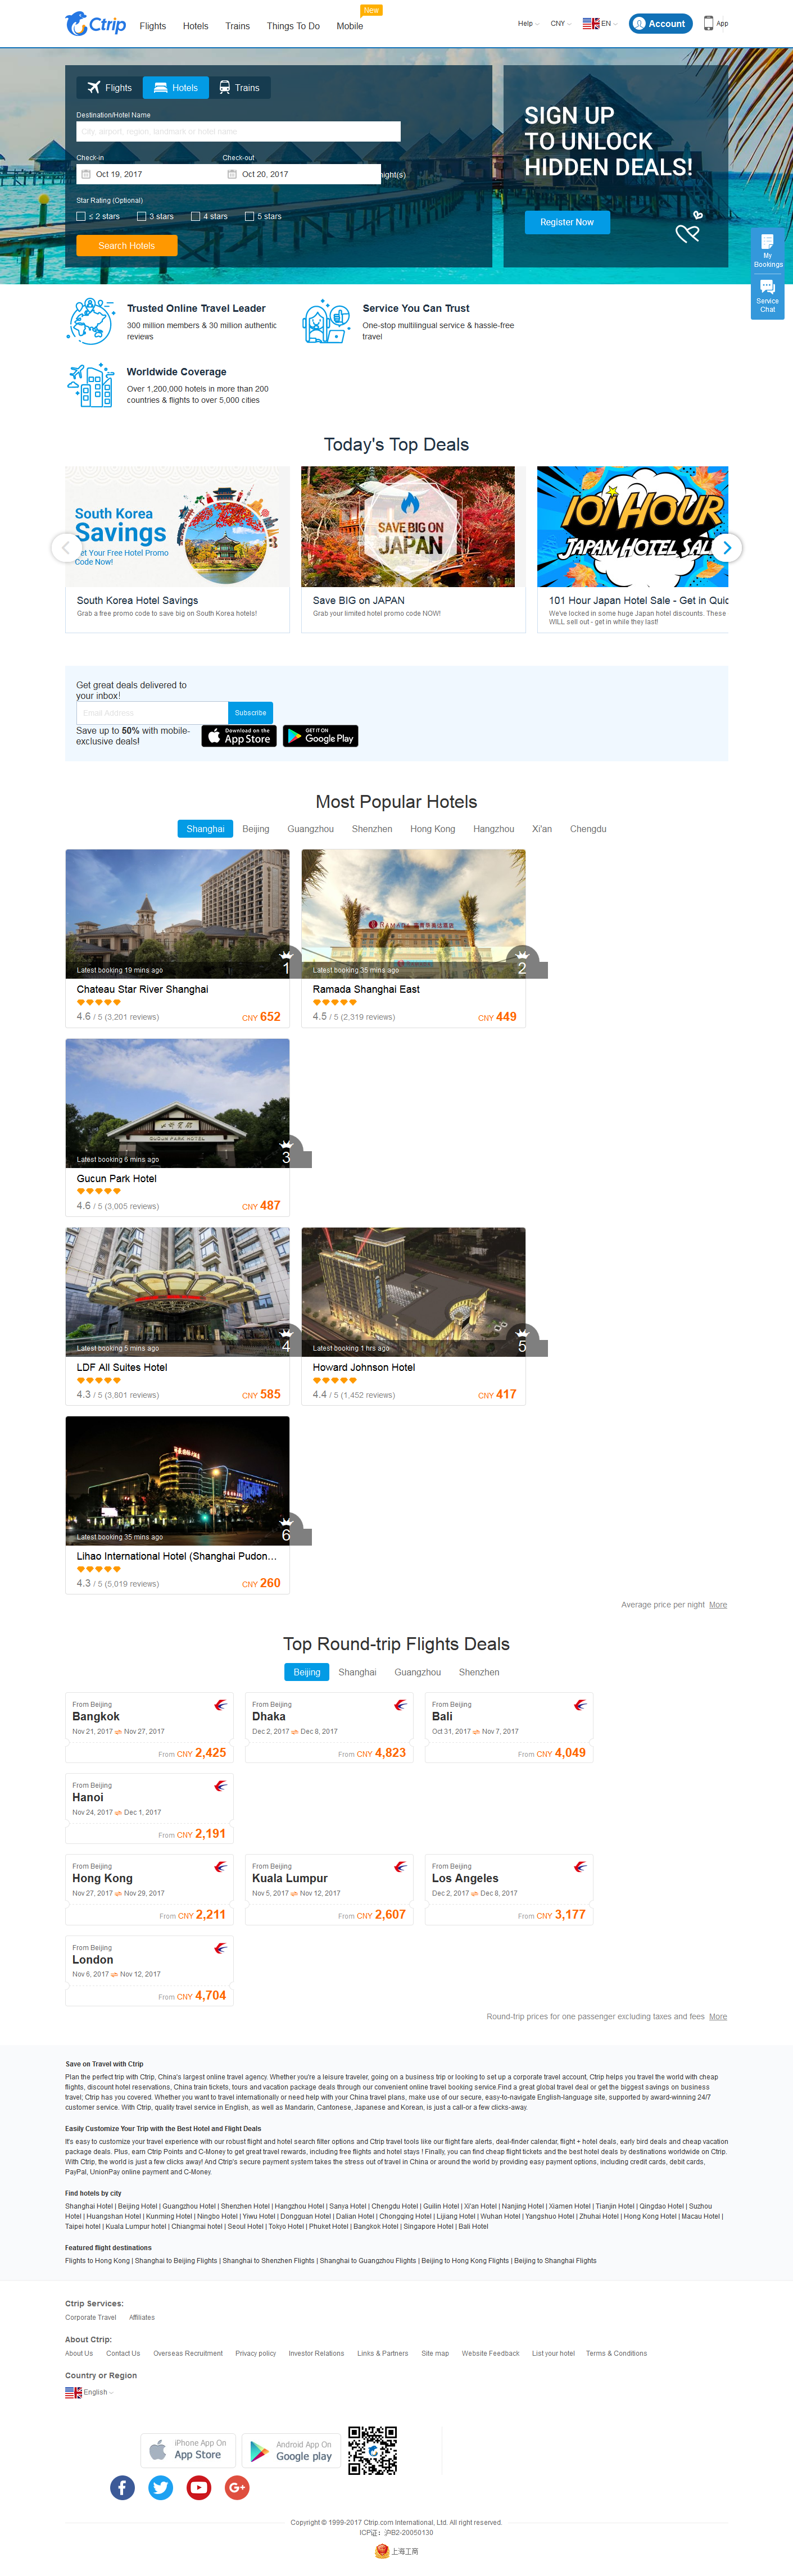 Ctrip
Flights
Hotels
Trains
Things To Do
Mobile
New
Help
CNY
EN
Account
App
Flights
Hotels
Trains
Destination/Hotel Name
City, airport, region, landmark or hotel name
Check-in
Check-out
Oct 19, 2017
Oct 20, 2017
night(s)
Star Rating (Optional)
≤ 2 stars
3 stars
4 stars
5 stars
Search Hotels
SIGN UP
TO UNLOCK
HIDDEN DEALS!
Register Now
My
Bookings
Service
Chat
Trusted Online Travel Leader
300 million members & 30 million authentic
reviews
Service You Can Trust
One-stop multilingual service & hassle-free
travel
Worldwide Coverage
Over 1,200,000 hotels in more than 200
countries & flights to over 5,000 cities
Today's Top Deals
South Korea
Savings
Get Your Free Hotel Promo
Code Now!
South Korea Hotel Savings
Grab a free promo code to save big on South Korea hotels!
SAVE BIG ON
JAPAN
Save BIG on JAPAN
Grab your limited hotel promo code NOW!
101 HOUR
JAPAN HOTEL SALE
101 Hour Japan Hotel Sale - Get in Quic
We've locked in some huge Japan hotel discounts. These
WILL sell out - get in while they last!
Get great deals delivered to
your inbox!
Email Address
Subscribe
Save up to 50% with mobile-
exclusive deals!
Download on the
App Store
GET IT ON
Google Play
Most Popular Hotels
Shanghai
Beijing
Guangzhou
Shenzhen
Hong Kong
Hangzhou
Xi'an
Chengdu
Latest booking 19 mins ago
1
Chateau Star River Shanghai
4.6 / 5 (3,201 reviews)
CNY 652
RAMADA
Latest booking 35 mins ago
2
Ramada Shanghai East
4.5 / 5 (2,319 reviews)
CNY 449
GUCUN PARK HOTEL
Latest booking 6 mins ago
3
Gucun Park Hotel
4.6 / 5 (3,005 reviews)
CNY 487
Latest booking 5 mins ago
4
LDF All Suites Hotel
4.3 / 5 (3,801 reviews)
CNY 585
Latest booking 1 hrs ago
5
Howard Johnson Hotel
4.4 / 5 (1,452 reviews)
CNY 417
Latest booking 35 mins ago
6
Lihao International Hotel (Shanghai Pudon...
4.3 / 5 (5,019 reviews)
CNY 260
Average price per night More
Top Round-trip Flights Deals
Beijing
Shanghai
Guangzhou
Shenzhen
From Beijing
Bangkok
Nov 21, 2017 Nov 27, 2017
From CNY 2,425
From Beijing
Dhaka
Dec 2, 2017 Dec 8, 2017
From CNY 4,823
From Beijing
Bali
Oct 31, 2017 Nov 7, 2017
From CNY 4,049
From Beijing
Hanoi
Nov 24, 2017 Dec 1, 2017
From CNY 2,191
From Beijing
Hong Kong
Nov 27, 2017 Nov 29, 2017
From CNY 2,211
From Beijing
Kuala Lumpur
Nov 5, 2017 Nov 12, 2017
From CNY 2,607
From Beijing
Los Angeles
Dec 2, 2017 Dec 8, 2017
From CNY 3,177
From Beijing
London
Nov 6, 2017 Nov 12, 2017
From CNY 4,704
Round-trip prices for one passenger excluding taxes and fees More
Save on Travel with Ctrip
Plan the perfect trip with Ctrip, China's largest online travel agency. Whether you're a leisure traveler, going on a business trip or looking to set up a corporate travel account, Ctrip helps you travel the world with cheap
flights, discount hotel reservations, China train tickets, tours and vacation package deals through our convenient online travel booking service.Find a great global travel deal or get the biggest savings on business
travel; Ctrip has you covered. Whether you want to travel internationally or need help with your China travel plans, make use of our secure, easy-to-navigate English-language site, supported by award-winning 24/7
customer service. With Ctrip, quality travel service in English, as well as Mandarin, Cantonese, Japanese and Korean, is just a call-or a few clicks-away.
Easily Customize Your Trip with the Best Hotel and Flight Deals
It's easy to customize your travel experience with our robust flight and hotel search filter options and Ctrip travel tools like our flight fare alerts, deal-finder calendar, flight + hotel deals, early bird deals and cheap vacation
package deals. Plus, earn Ctrip Points and C-Money to get great travel rewards, including free flights and hotel stays ! Finally, you can find cheap flight tickets and the best hotel deals by destinations worldwide on Ctrip.
With Ctrip, the world is just a few clicks away! And Ctrip's secure payment system takes the stress out of travel in China or around the world by providing easy payment options, including credit cards, debit cards,
PayPal, UnionPay online payment and C-Money.
Find hotels by city
Shanghai Hotel | Beijing Hotel | Guangzhou Hotel | Shenzhen Hotel | Hangzhou Hotel | Sanya Hotel | Chengdu Hotel | Guilin Hotel | Xi'an Hotel | Nanjing Hotel | Xiamen Hotel | Tianjin Hotel | Qingdao Hotel | Suzhou
Hotel | Huangshan Hotel | Kunming Hotel | Ningbo Hotel | Yiwu Hotel | Dongguan Hotel | Dalian Hotel | Chongqing Hotel | Lijiang Hotel | Wuhan Hotel | Yangshuo Hotel | Zhuhai Hotel | Hong Kong Hotel | Macau Hotel |
Taipei hotel | Kuala Lumpur hotel | Chiangmai hotel | Seoul Hotel | Tokyo Hotel | Phuket Hotel | Bangkok Hotel | Singapore Hotel | Bali Hotel
Featured flight destinations
Flights to Hong Kong | Shanghai to Beijing Flights | Shanghai to Shenzhen Flights | Shanghai to Guangzhou Flights | Beijing to Hong Kong Flights | Beijing to Shanghai Flights
Ctrip Services:
Corporate Travel
Affiliates
About Ctrip:
About Us
Contact Us
Overseas Recruitment
Privacy policy
Investor Relations
Links & Partners
Site map
Website Feedback
List your hotel
Terms & Conditions
Country or Region
English
iPhone App On
App Store
Android App On
Google play
Copyright © 1999-2017 Ctrip.com International, Ltd. All right reserved.
ICP证：沪B2-20050130
上海工商